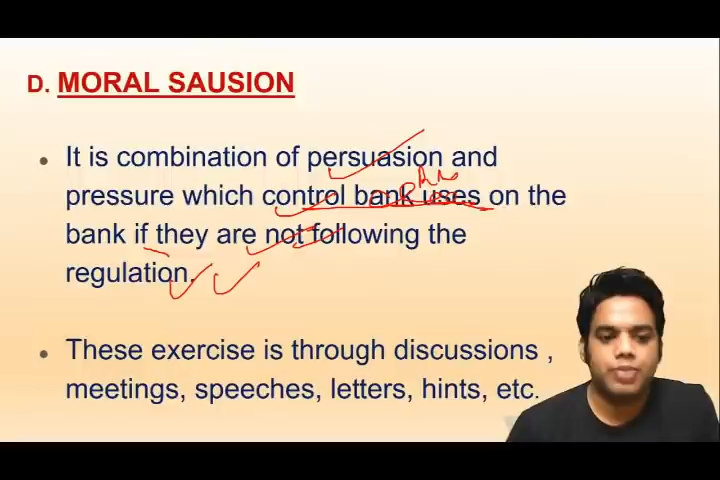 D. MORAL SAUSION
• It is combination of persuasion and
pressure which control bank uses on the
bank if they are not following the
regulation.
• These exercise is through discussions ,
meetings, speeches, letters, hints, etc.